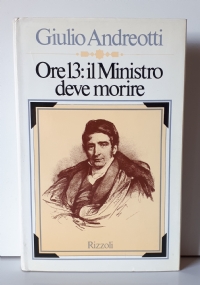 Giulio Andreotti
Ore 13: il Ministro
deve morire
Rizzoli